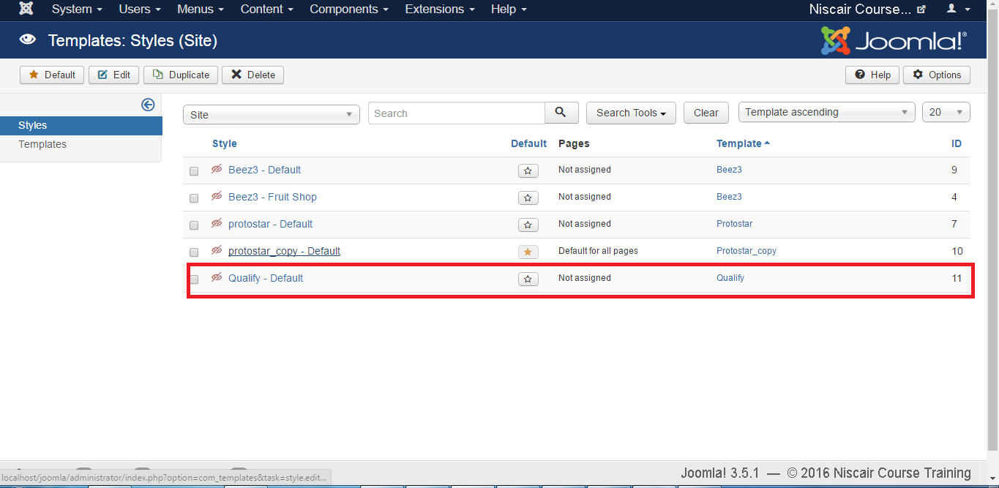 System Users Menus Content Components Extensions Help Niscair Course...
Templates: Styles (Site) Joomla!®
Default Edit Duplicate Delete Help Options
Site Search Search Tools Clear Template ascending 20
Styles
Templates
Style Default Pages Template ID
Beez3 - Default Not assigned Beez3 9
Beez3 - Fruit Shop Not assigned Beez3 4
protostar - Default Not assigned Protostar 7
protostar_copy - Default Default for all pages Protostar_copy 10
Qualify - Default Not assigned Qualify 11
Joomla! 3.5.1 — © 2016 Niscair Course Training
localhost/joomla/administrator/index.php?option=com_templates&task=style.edit...